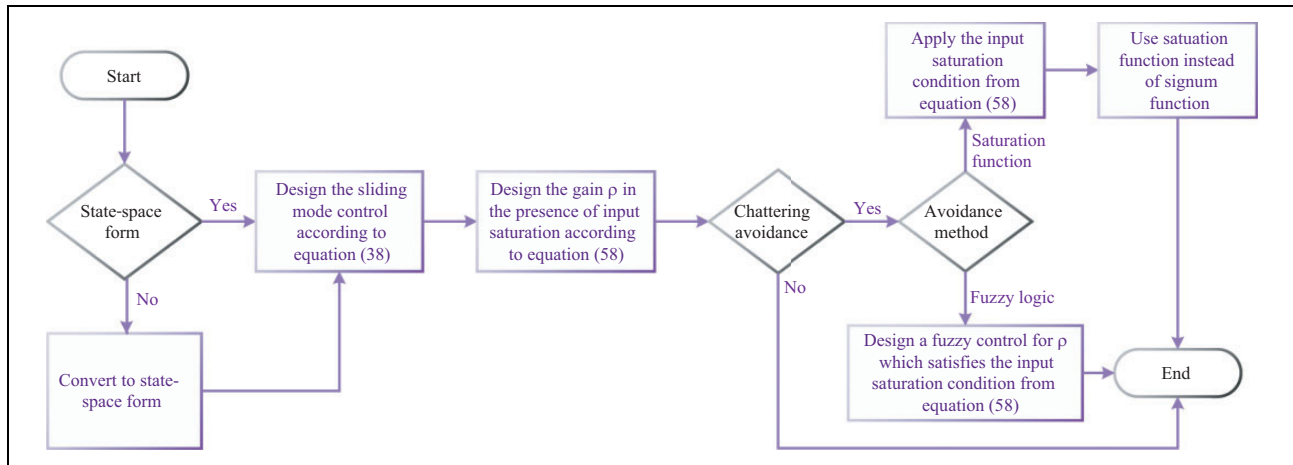 Start
State-space
form
Yes
No
Convert to state-
space form
Design the sliding
mode control
according to
equation (38)
Design the gain ρ in
the presence of input
saturation according
to equation (58)
Chattering
avoidance
Yes
No
Avoidance
method
Saturation
function
Apply the input
saturation
condition from
equation (58)
Use satuation
function instead
of signum
function
Fuzzy logic
Design a fuzzy control for ρ
which satisfies the input
saturation condition from
equation (58)
End